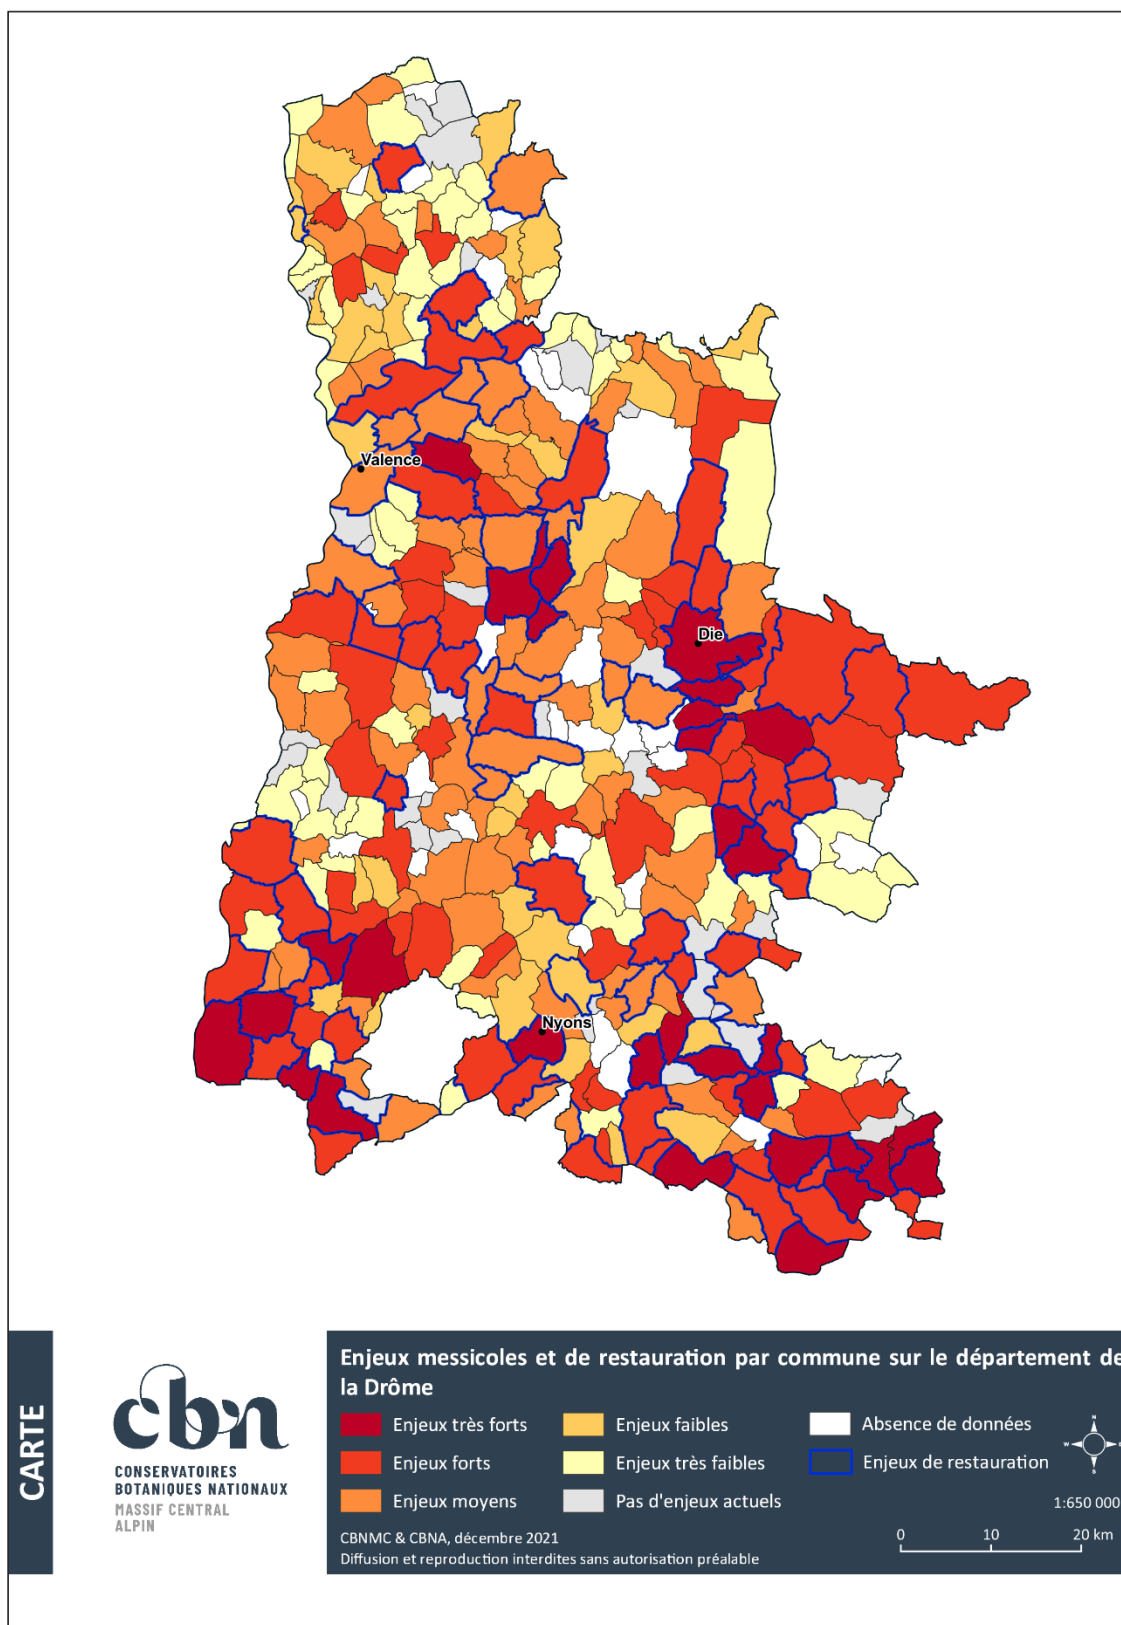 Valence
Die
Nyons
CARTE
cbn
CONSERVATOIRES
BOTANIQUES NATIONAUX
MASSIF CENTRAL
ALPIN
Enjeux messicoles et de restauration par commune sur le département de
la Drôme
Enjeux très forts
Enjeux forts
Enjeux moyens
Enjeux faibles
Enjeux très faibles
Pas d'enjeux actuels
Absence de données
Enjeux de restauration
N
W E
S
1:650 000
0 10 20 km
CBNMC & CBNA, décembre 2021
Diffusion et reproduction interdites sans autorisation préalable